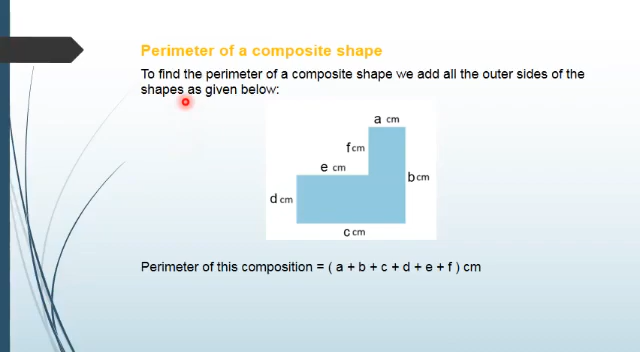 Perimeter of a composite shape
To find the perimeter of a composite shape we add all the outer sides of the
shapes as given below:
a cm
f cm
e cm
b cm
d cm
c cm
Perimeter of this composition = ( a + b + c + d + e + f ) cm